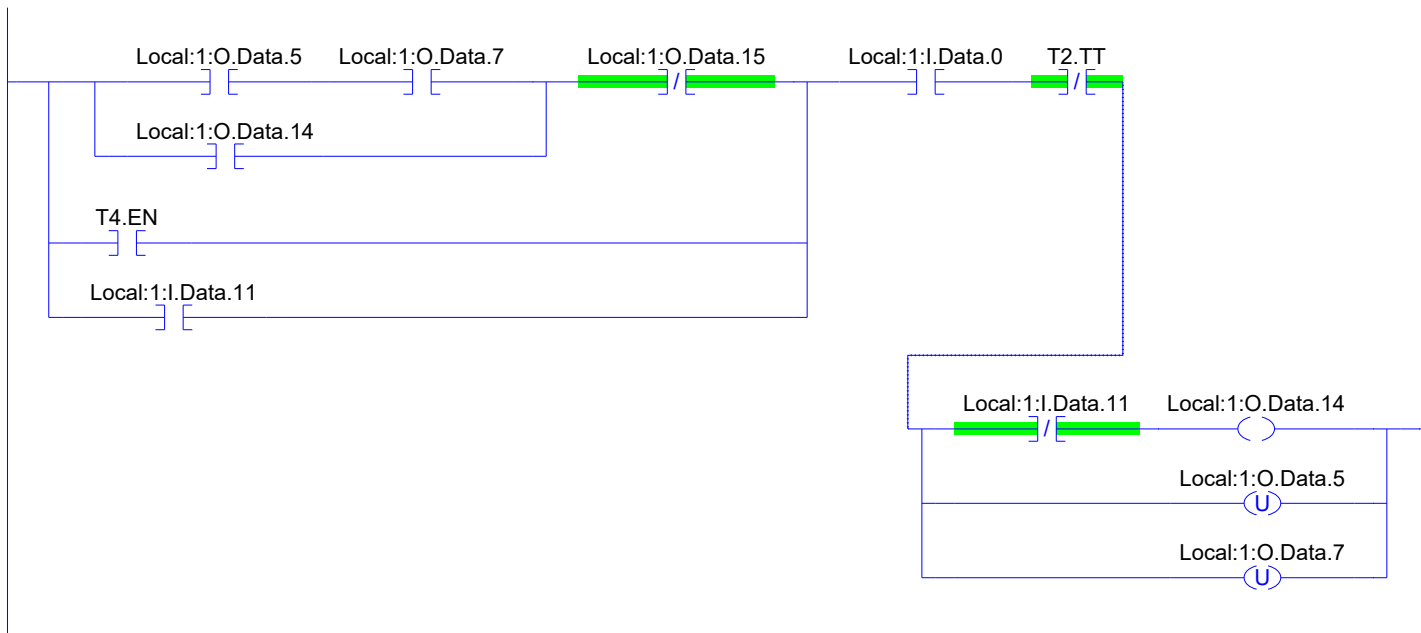 Local:1:O.Data.5
Local:1:O.Data.7
Local:1:O.Data.15
Local:1:I.Data.0
T2.TT
/
/
Local:1:O.Data.14
T4.EN
Local:1:I.Data.11
Local:1:I.Data.11
Local:1:O.Data.14
/
Local:1:O.Data.5
U
Local:1:O.Data.7
U